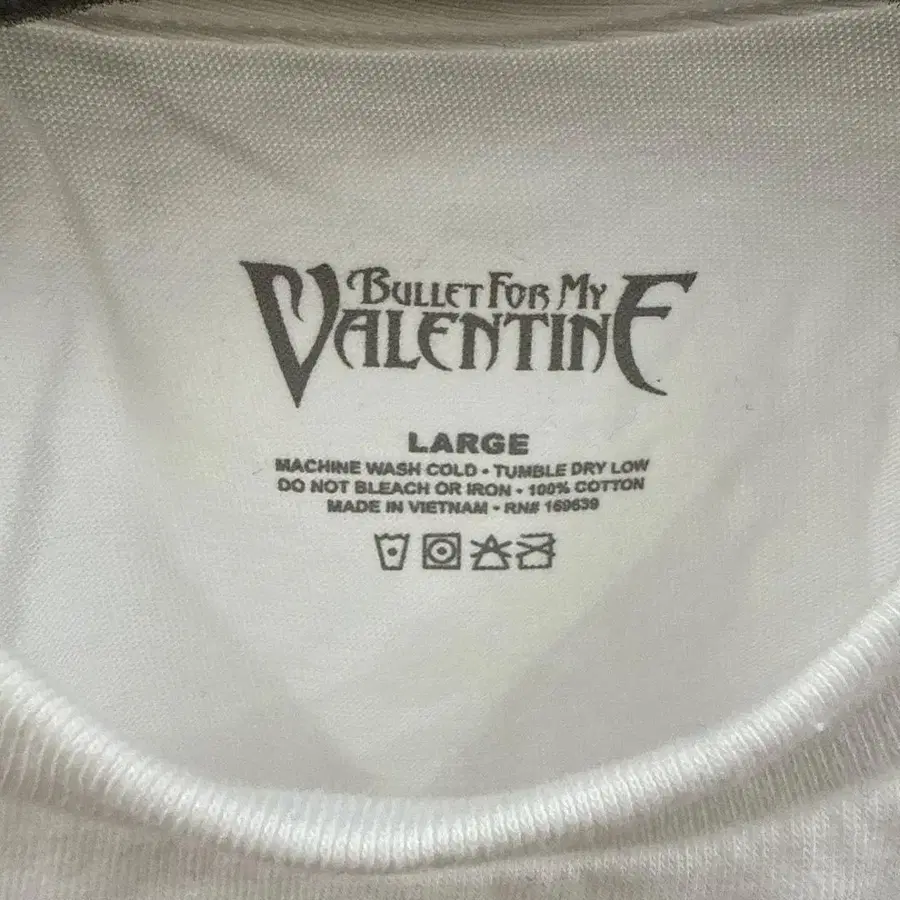 BULLET FOR MY
VALENTINE
LARGE
MACHINE WASH COLD • TUMBLE DRY LOW
DO NOT BLEACH OR IRON • 100% COTTON
MADE IN VIETNAM • RN# 169639